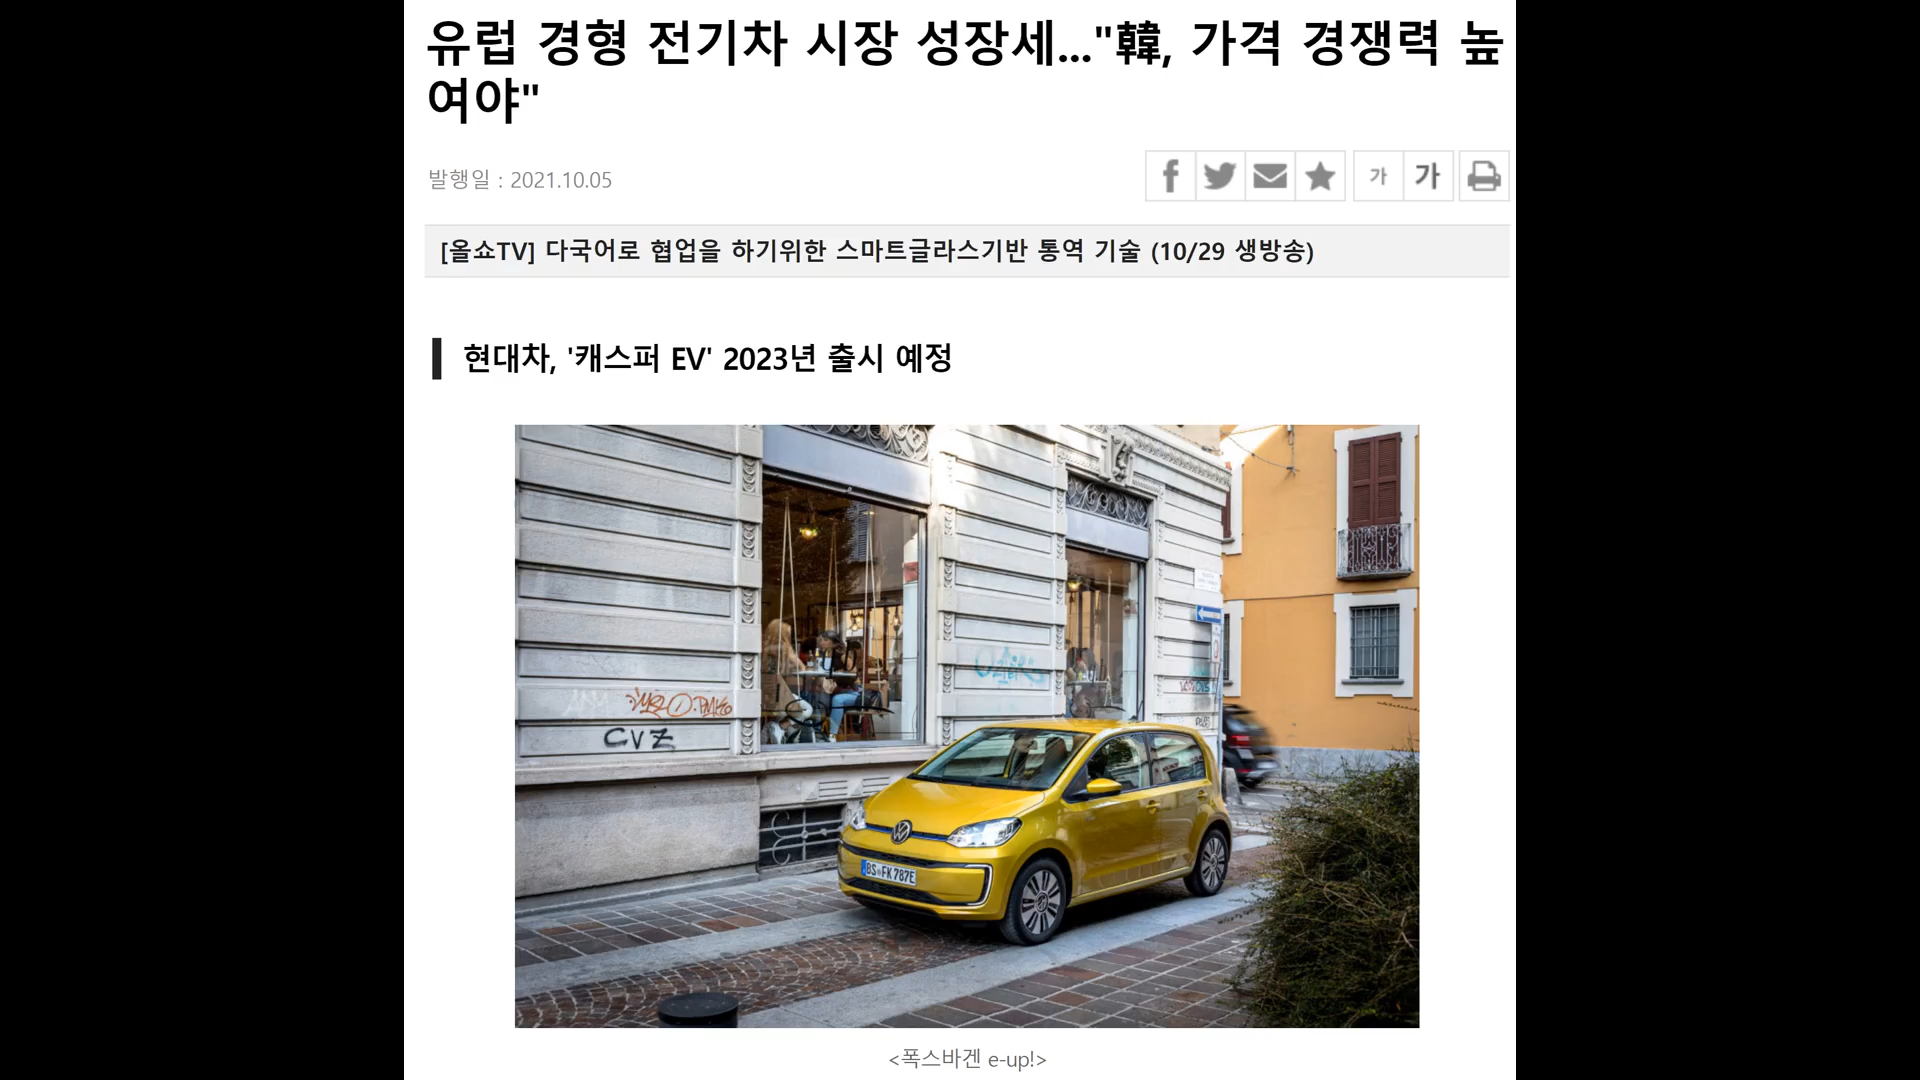 유럽 경형 전기차 시장 성장세..."韓, 가격 경쟁력 높
여야"
발행일 : 2021.10.05
가 가
[올쇼TV] 다국어로 협업을 하기위한 스마트글라스기반 통역 기술 (10/29 생방송)
현대차, '캐스퍼 EV' 2023년 출시 예정
CVZ
BS FK 787E
<폭스바겐 e-up!>